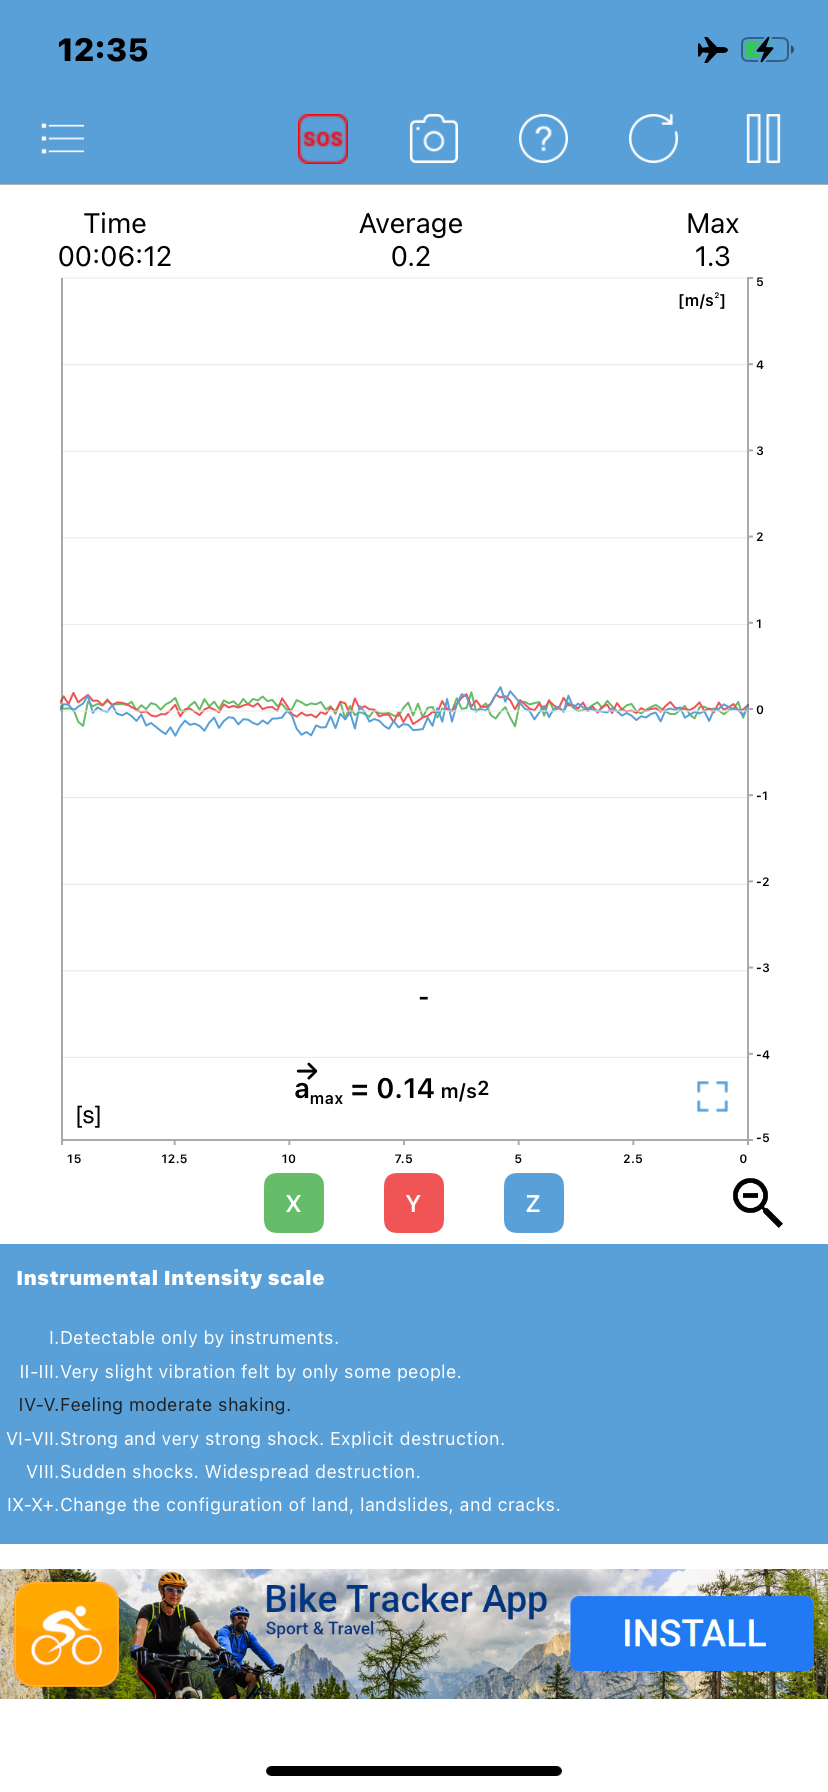 12:35
SOS
?
Time Average Max
00:06:12 0.2 1.3
5
[m/s²]
4
3
2
1
0
-1
-2
-3
-
-4
a max = 0.14 m/s2
[s]
-5
15 12.5 10 7.5 5 2.5 0
X Y Z
Instrumental Intensity scale
I.Detectable only by instruments.
II-III.Very slight vibration felt by only some people.
IV-V.Feeling moderate shaking.
VI-VII.Strong and very strong shock. Explicit destruction.
VIII.Sudden shocks. Widespread destruction.
IX-X+.Change the configuration of land, landslides, and cracks.
Bike Tracker App
Sport & Travel
INSTALL